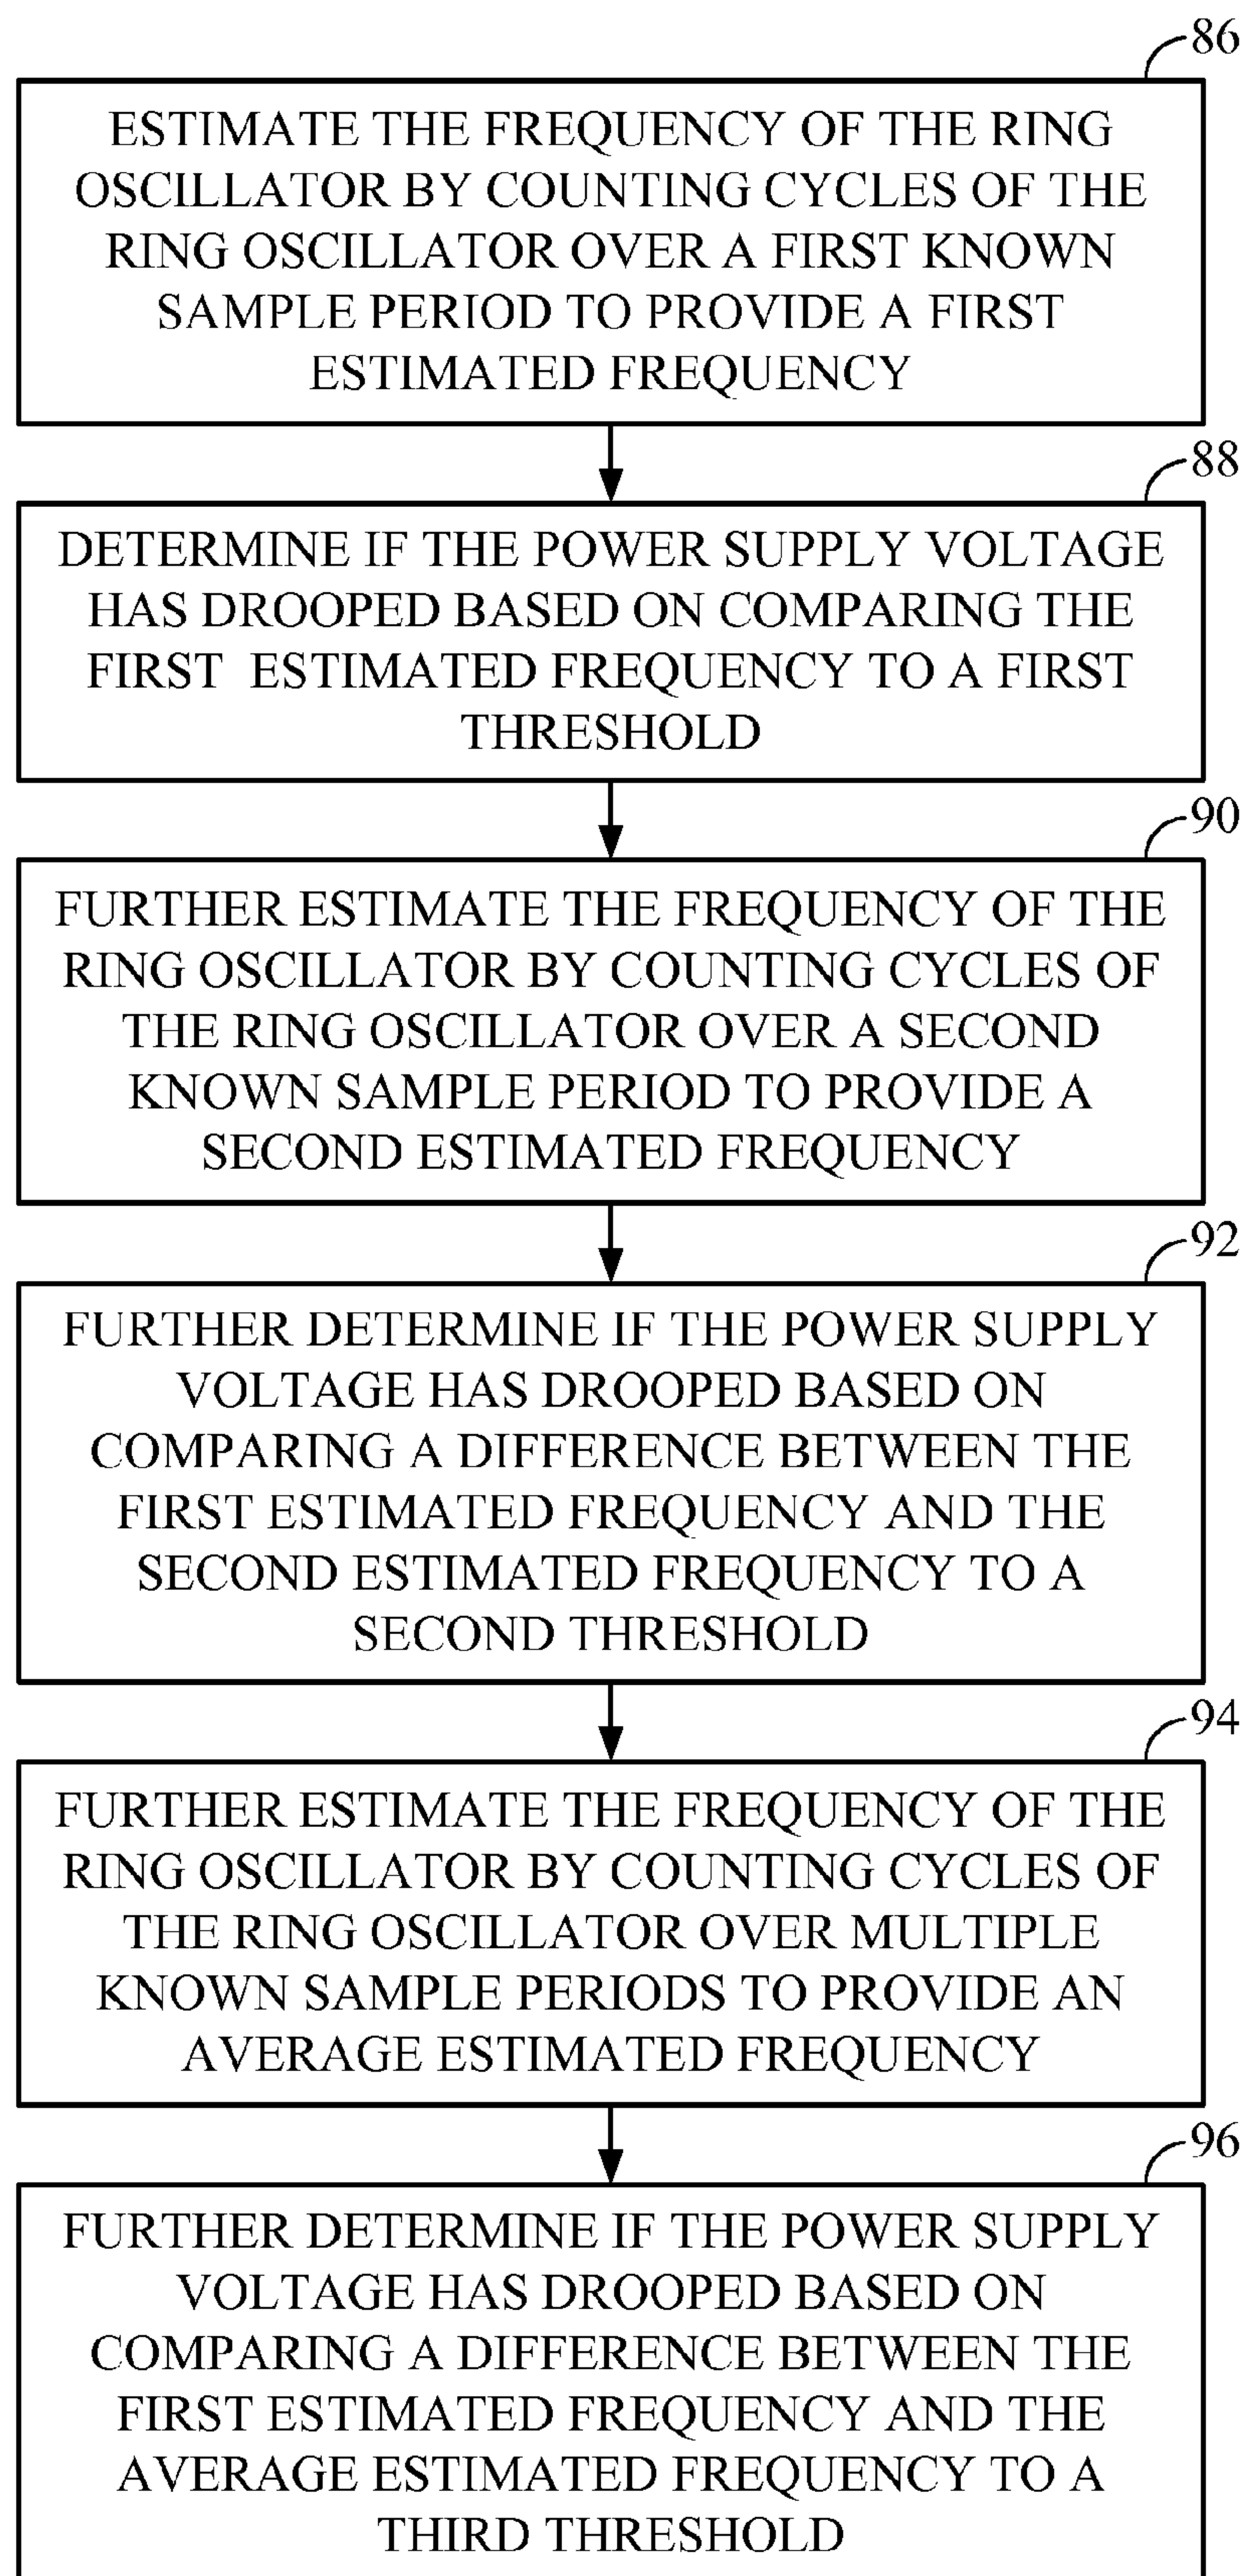 86
ESTIMATE THE FREQUENCY OF THE RING
OSCILLATOR BY COUNTING CYCLES OF THE
RING OSCILLATOR OVER A FIRST KNOWN
SAMPLE PERIOD TO PROVIDE A FIRST
ESTIMATED FREQUENCY
88
DETERMINE IF THE POWER SUPPLY VOLTAGE
HAS DROOPED BASED ON COMPARING THE
FIRST ESTIMATED FREQUENCY TO A FIRST
THRESHOLD
90
FURTHER ESTIMATE THE FREQUENCY OF THE
RING OSCILLATOR BY COUNTING CYCLES OF
THE RING OSCILLATOR OVER A SECOND
KNOWN SAMPLE PERIOD TO PROVIDE A
SECOND ESTIMATED FREQUENCY
92
FURTHER DETERMINE IF THE POWER SUPPLY
VOLTAGE HAS DROOPED BASED ON
COMPARING A DIFFERENCE BETWEEN THE
FIRST ESTIMATED FREQUENCY AND THE
SECOND ESTIMATED FREQUENCY TO A
SECOND THRESHOLD
94
FURTHER ESTIMATE THE FREQUENCY OF THE
RING OSCILLATOR BY COUNTING CYCLES OF
THE RING OSCILLATOR OVER MULTIPLE
KNOWN SAMPLE PERIODS TO PROVIDE AN
AVERAGE ESTIMATED FREQUENCY
96
FURTHER DETERMINE IF THE POWER SUPPLY
VOLTAGE HAS DROOPED BASED ON
COMPARING A DIFFERENCE BETWEEN THE
FIRST ESTIMATED FREQUENCY AND THE
AVERAGE ESTIMATED FREQUENCY TO A
THIRD THRESHOLD